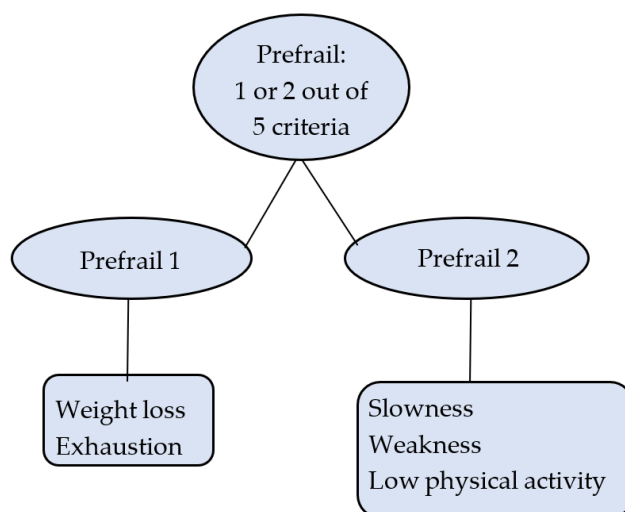 Prefrail:
1 or 2 out of
5 criteria
Prefrail 1
Prefrail 2
Weight loss
Exhaustion
Slowness
Weakness
Low physical activity